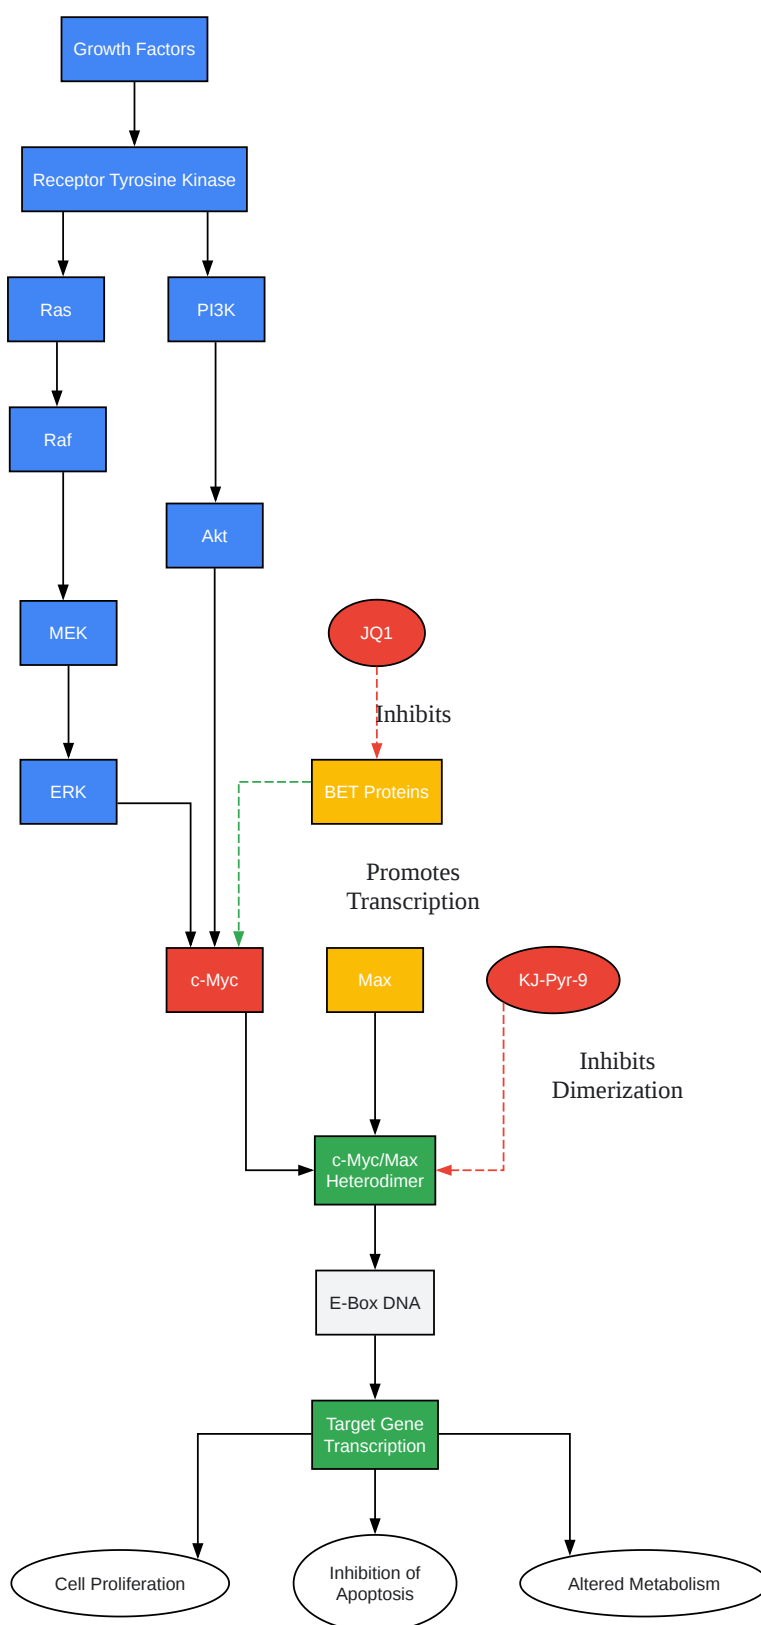 Growth Factors
Receptor Tyrosine Kinase
Ras
PI3K
Raf
Akt
MEK
JQ1
Inhibits
ERK
BET Proteins
Promotes
Transcription
c-Myc
Max
KJ-Pyr-9
Inhibits
Dimerization
c-Myc/Max
Heterodimer
E-Box DNA
Target Gene
Transcription
Cell Proliferation
Inhibition of
Apoptosis
Altered Metabolism